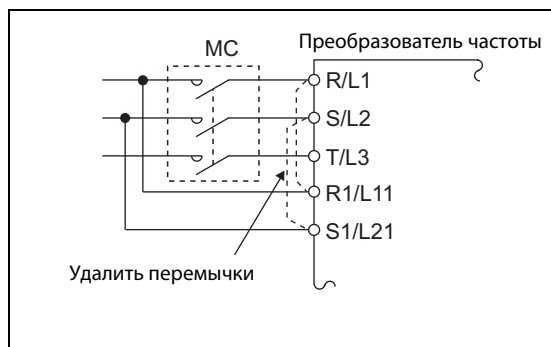 MC
Преобразователь частоты
R/L1
S/L2
T/L3
R1/L11
S1/L21
Удалить перемычки